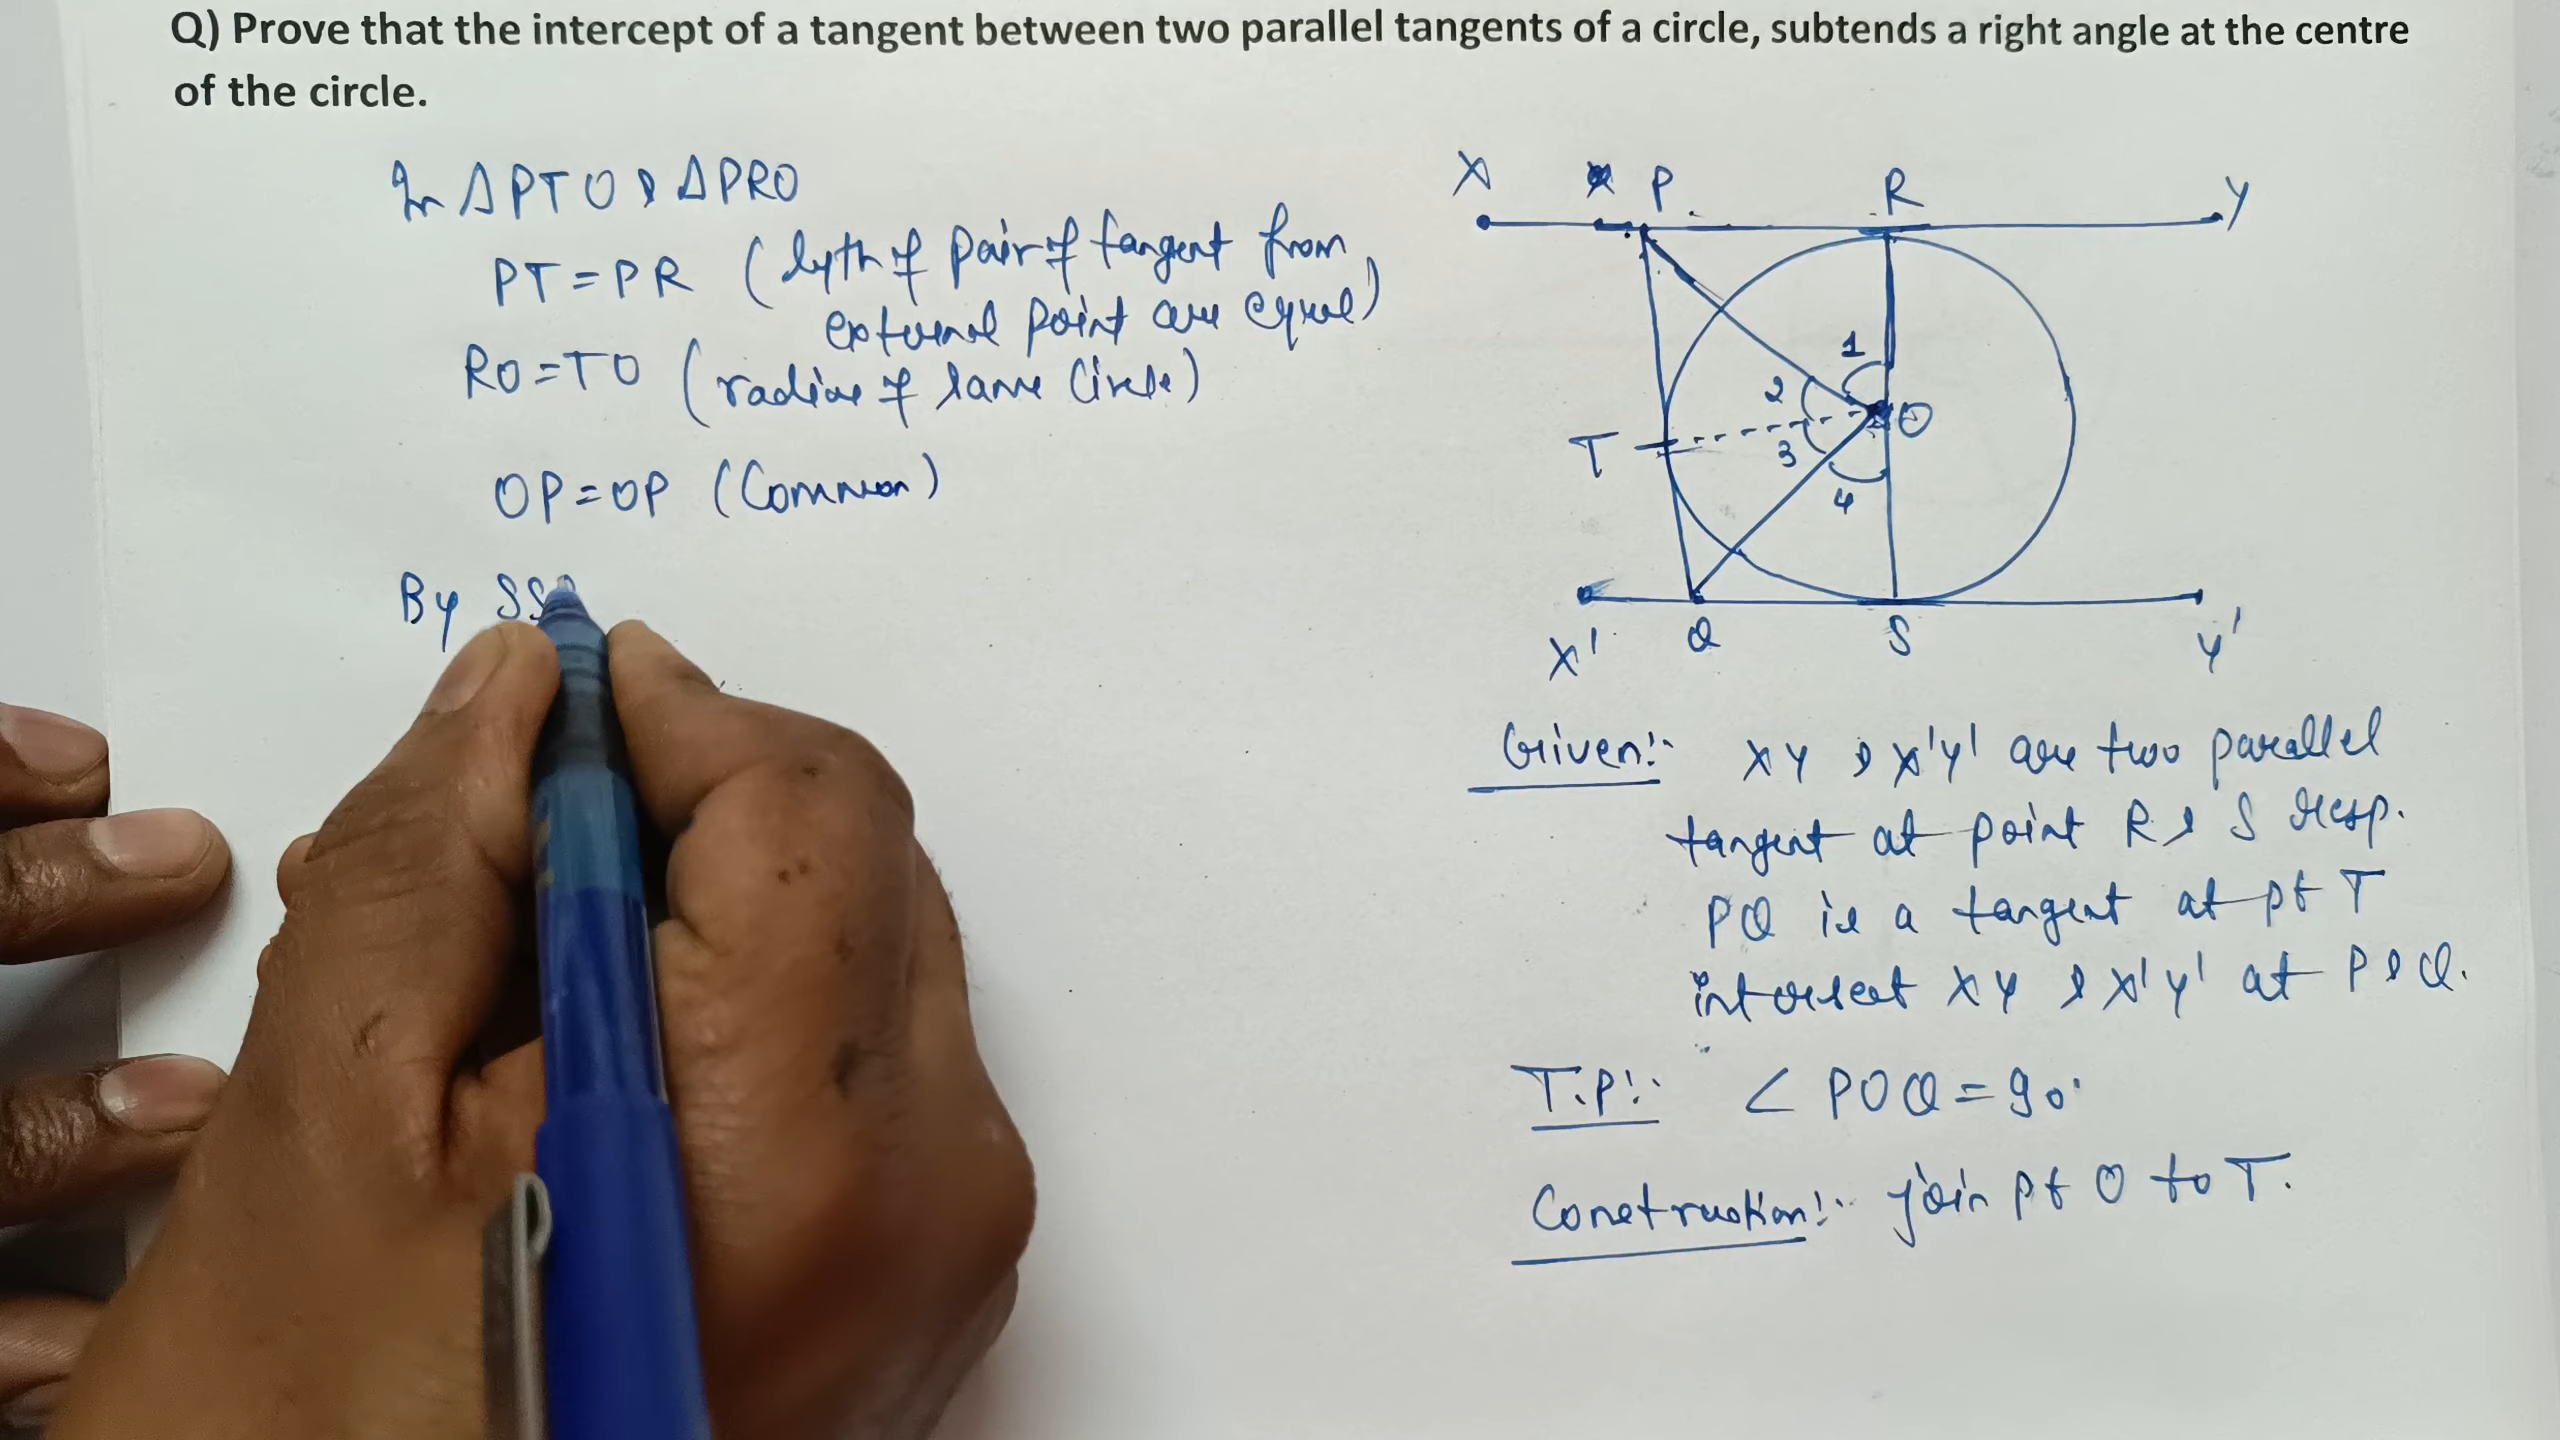 Q) Prove that the intercept of a tangent between two parallel tangents of a circle, subtends a right angle at the centre
of the circle.
In ΔPTO & ΔPRO
PT = PR (lgth of pair of tangent from
external point are equal)
RO = TO (radius of same Circle)
OP = OP (Common)
By SSS
X P R Y
1
2
O
T
3
4
X' Q S Y'
Given:- XY & X'Y' are two parallel
tangent at point R & S resp.
PQ is a tangent at pt T
intersect XY & X'Y' at P & Q.
T.P:- ∠POQ = 90°
Construction:- join pt O to T.